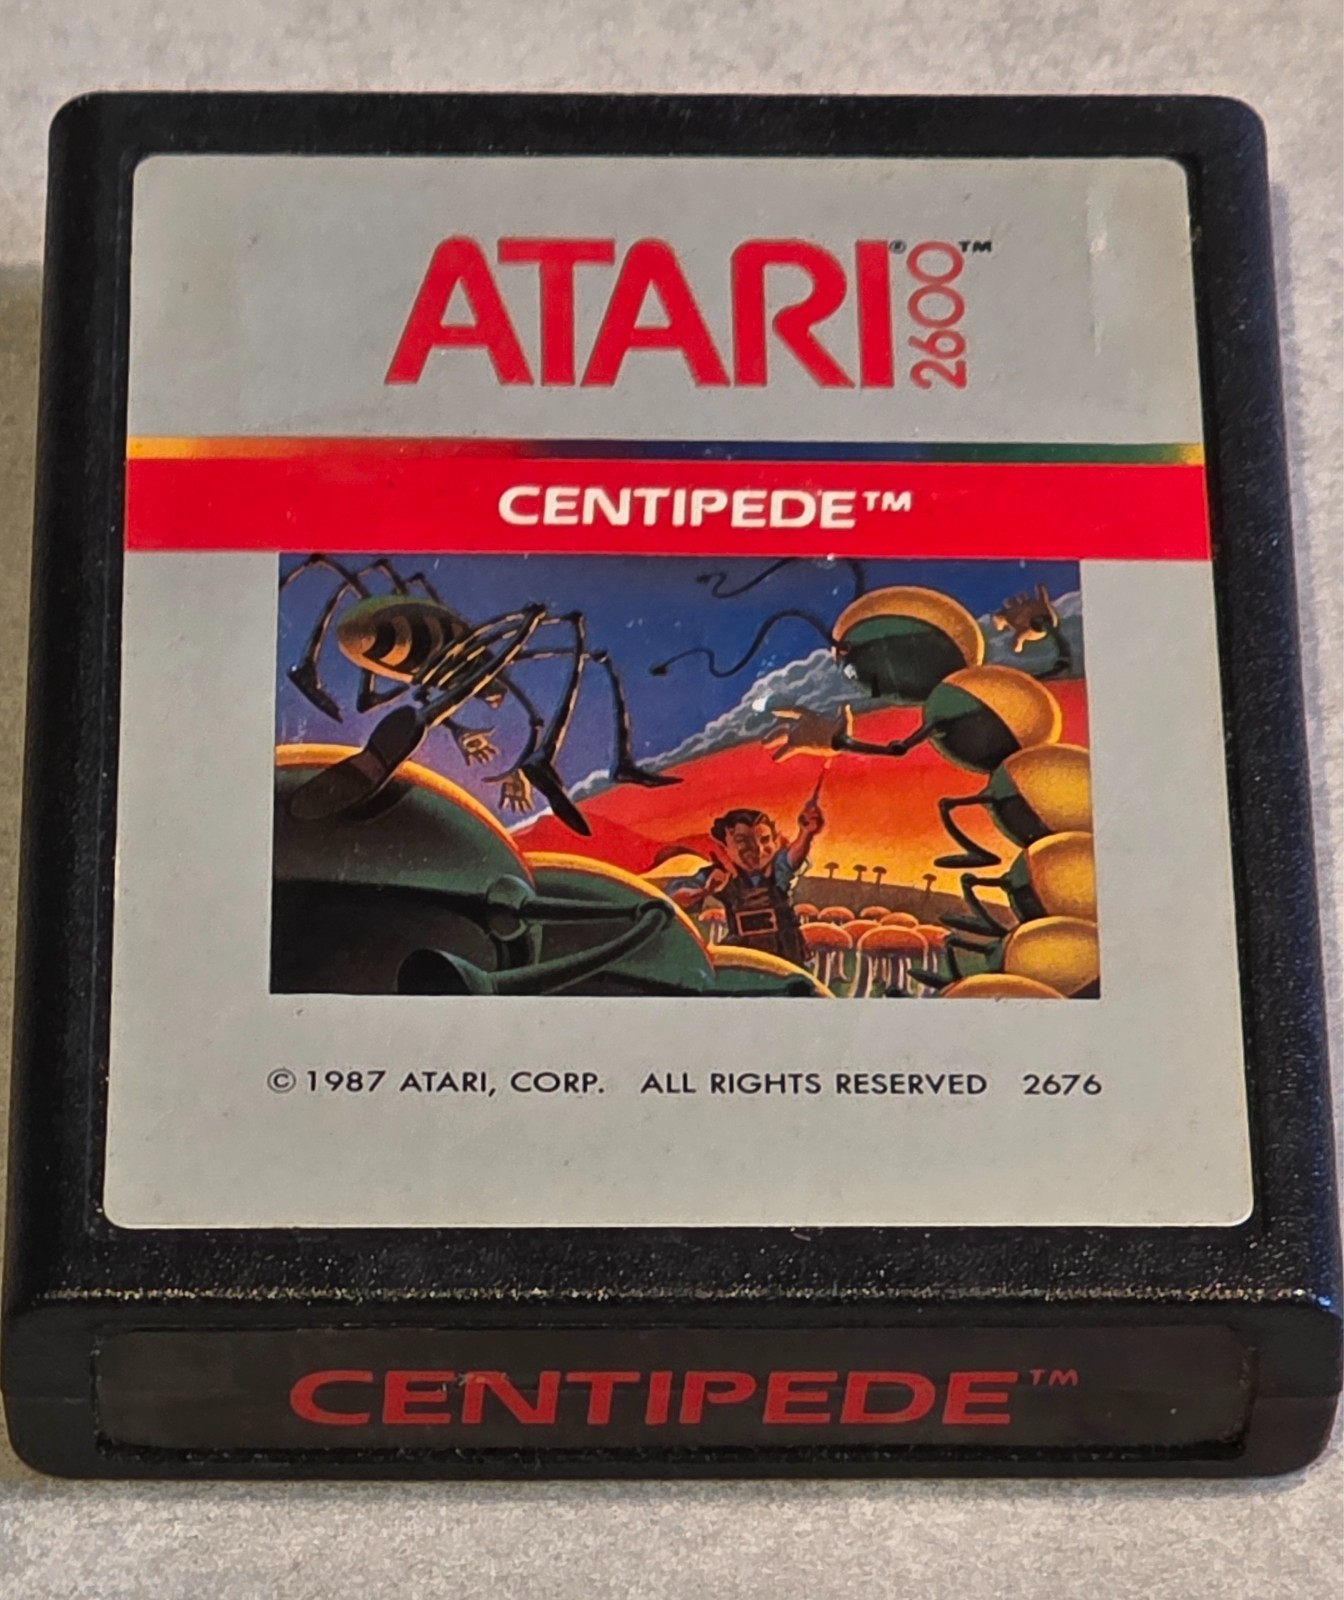 ATARI® 2600™
CENTIPEDE™
© 1987 ATARI, CORP. ALL RIGHTS RESERVED 2676
CENTIPEDE™